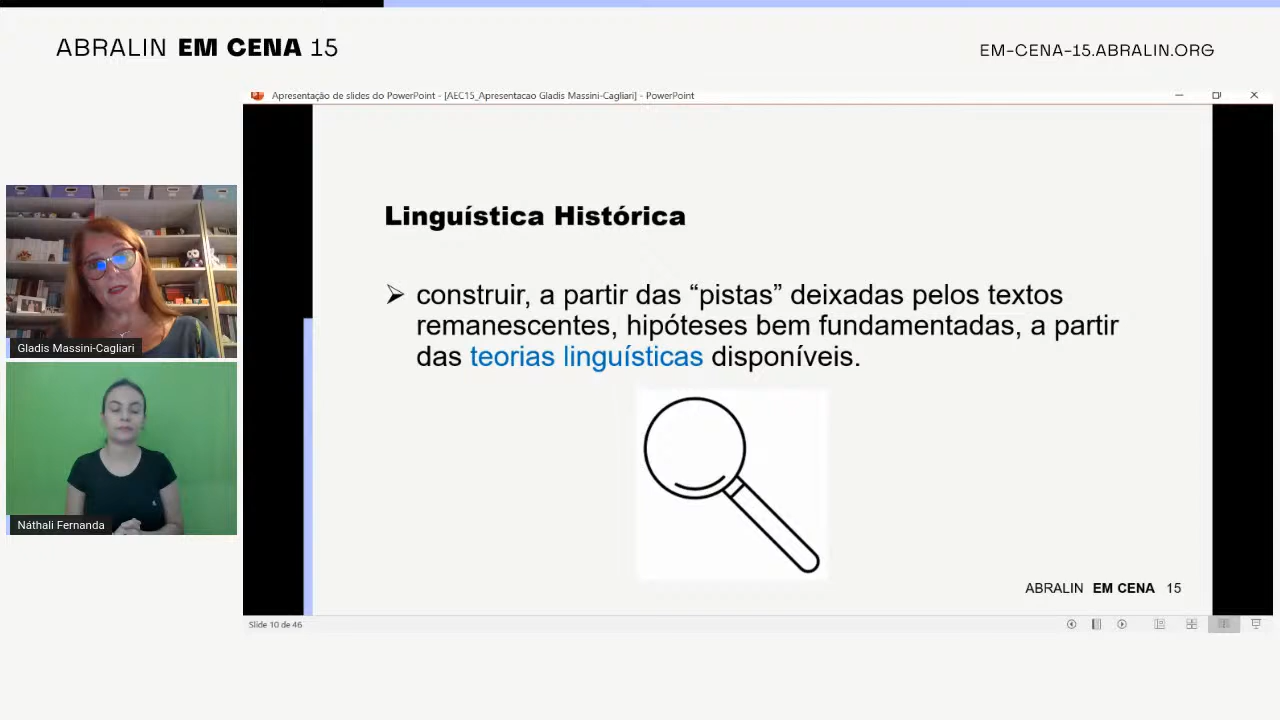 ABRALIN EM CENA 15
EM-CENA-15.ABRALIN.ORG
Apresentação de slides do PowerPoint - [AEC15_Apresentacao Gladis Massini-Cagliari] - PowerPoint
Linguística Histórica
construir, a partir das “pistas” deixadas pelos textos
remanescentes, hipóteses bem fundamentadas, a partir
das teorias linguísticas disponíveis.
Gladis Massini-Cagliari
Náthali Fernanda
ABRALIN EM CENA 15
Slide 10 de 46